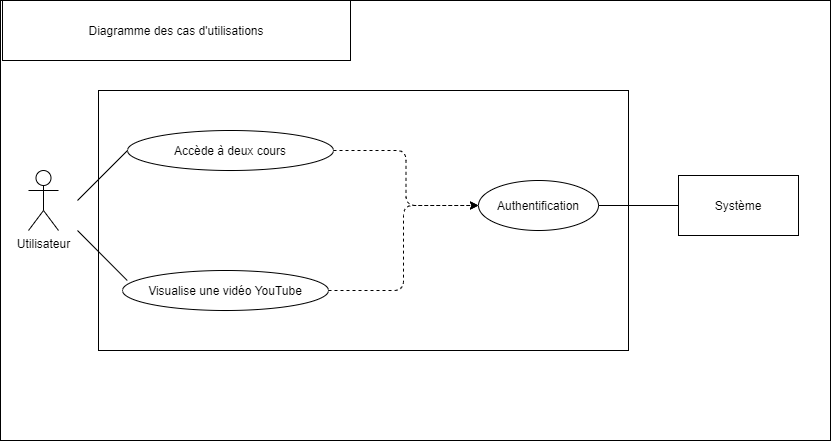 Diagramme des cas d'utilisations
Accède à deux cours
Authentification
Système
Utilisateur
Visualise une vidéo YouTube